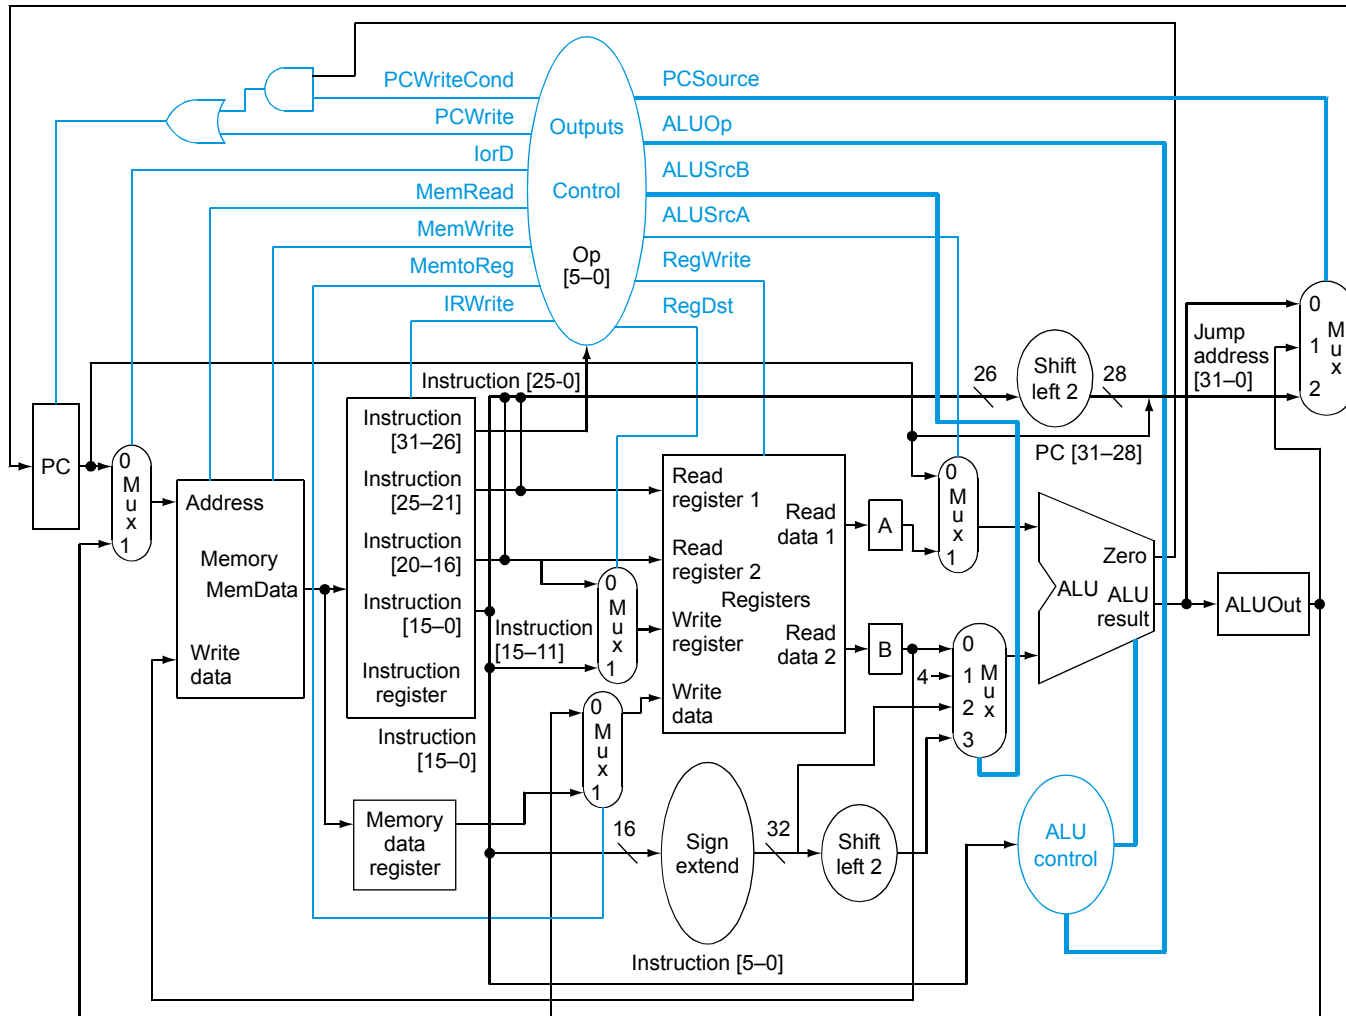 PCWriteCond
PCWrite
IorD
MemRead
MemWrite
MemtoReg
IRWrite
Outputs
Control
Op
[5–0]
PCSource
ALUOp
ALUSrcB
ALUSrcA
RegWrite
RegDst
Instruction [25-0]
26
Shift
left 2
28
Jump
address
[31–0]
0
1
2
M
u
x
PC [31–28]
PC
0
M
u
x
1
Address
Memory
MemData
Write
data
Instruction
[31–26]
Instruction
[25–21]
Instruction
[20–16]
Instruction
[15–0]
Instruction
register
Instruction
[15–0]
Instruction
[15–11]
0
M
u
x
1
0
M
u
x
1
Memory
data
register
Read
register 1
Read
register 2
Registers
Write
register
Write
data
Read
data 1
Read
data 2
A
B
0
M
u
x
1
4
0
1
2
3
M
u
x
Zero
ALU
ALU
result
ALUOut
16
Sign
extend
32
Shift
left 2
ALU
control
Instruction [5–0]